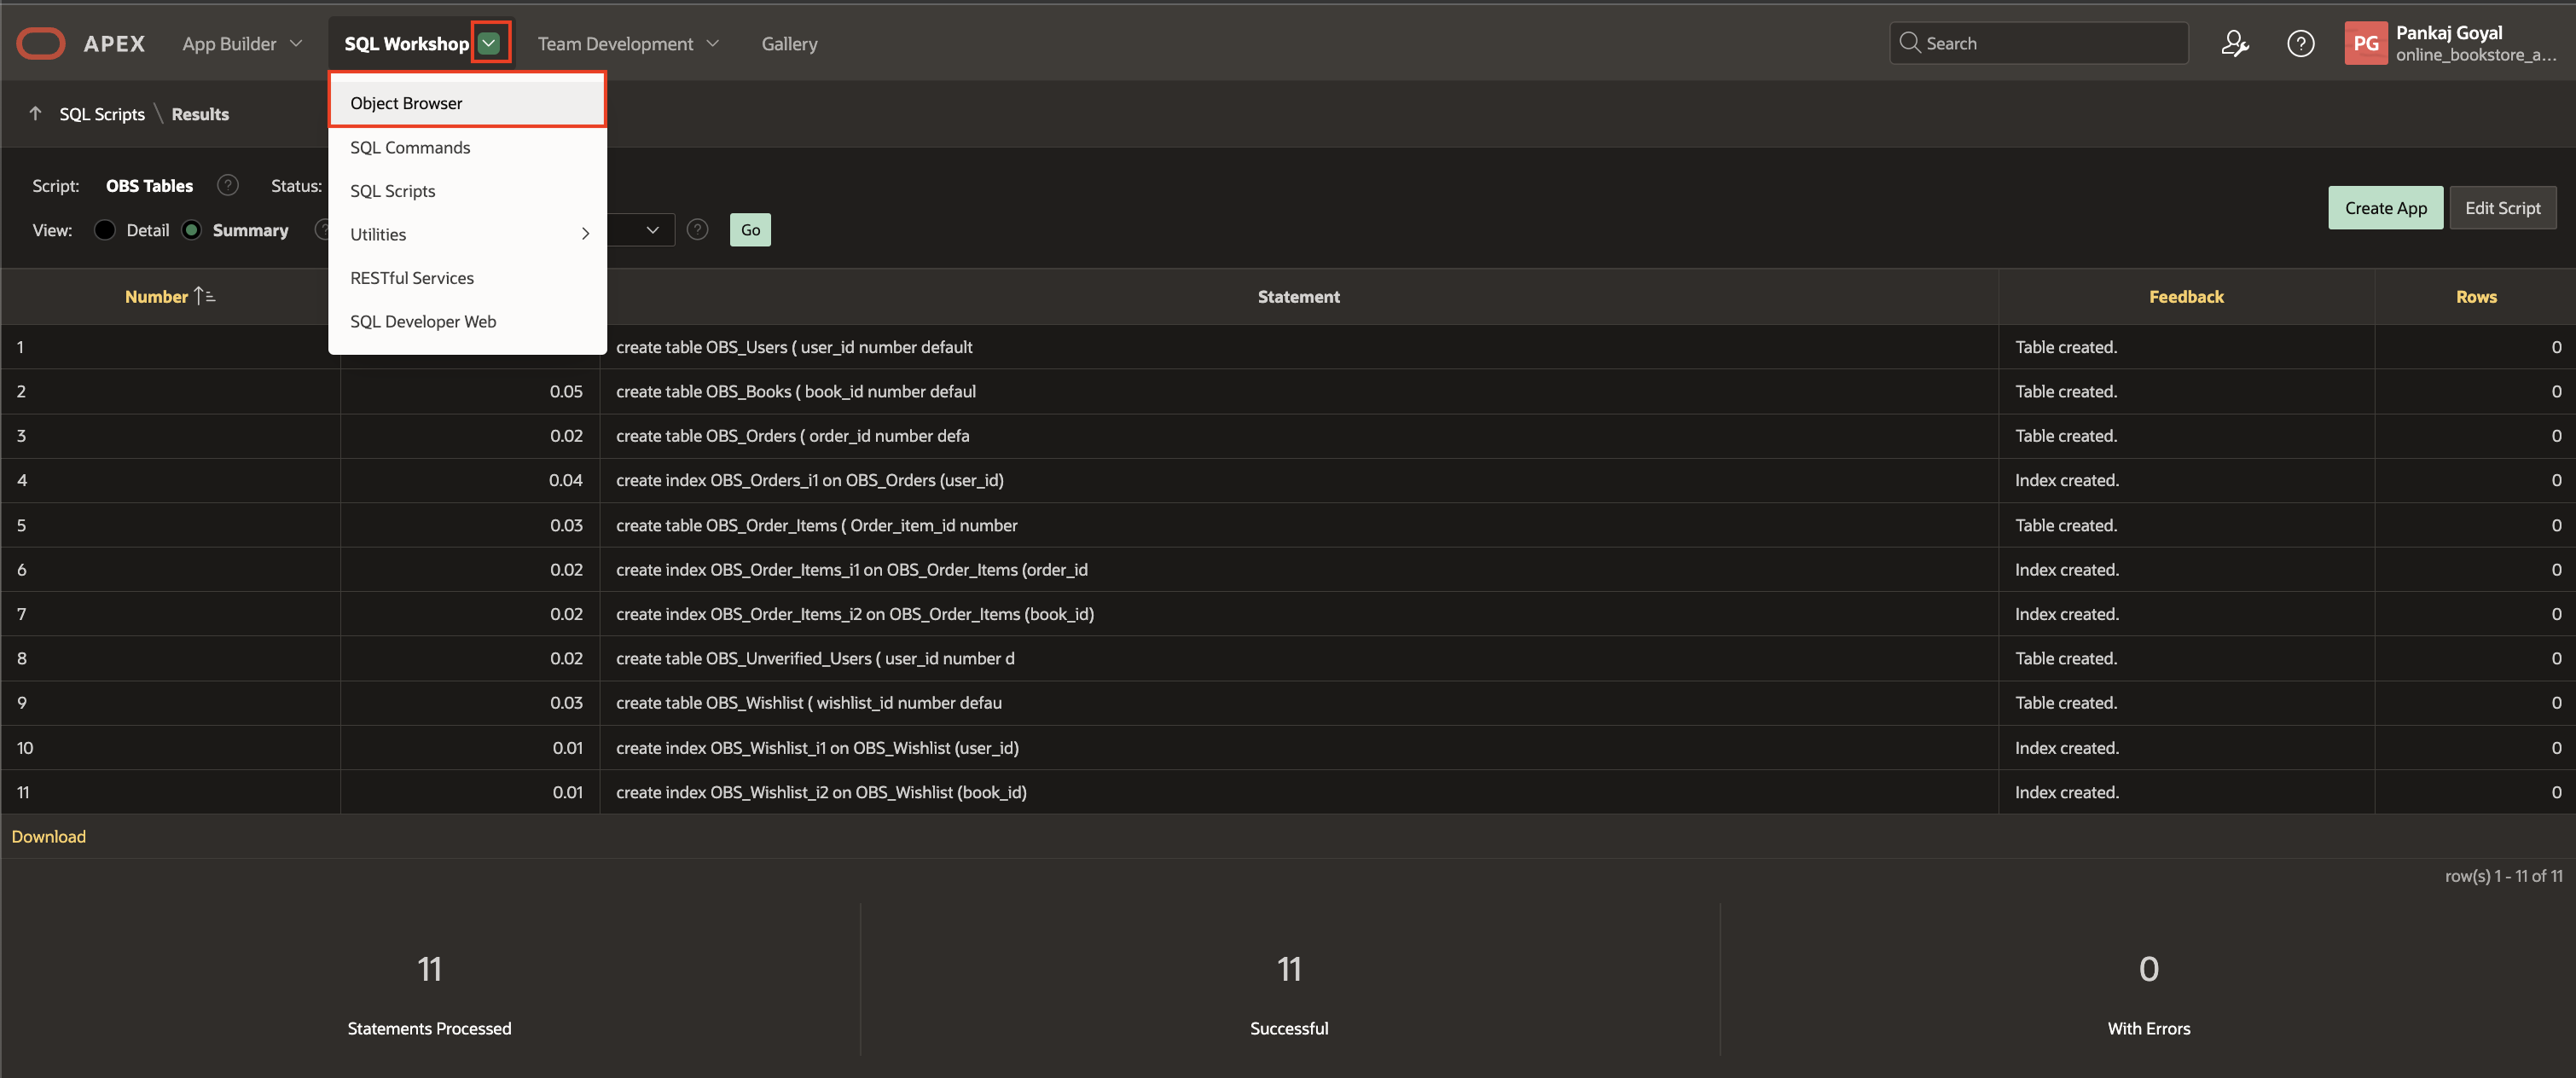 APEX App Builder SQL Workshop Team Development Gallery Search PG Pankaj Goyal
online_bookstore_a...
SQL Scripts \ Results
Object Browser
SQL Commands
SQL Scripts
Utilities
RESTful Services
SQL Developer Web
Script: OBS Tables ? Status:
View: Detail Summary ? ? Go
Create App Edit Script
Number Statement Feedback Rows
1 create table OBS_Users ( user_id number default Table created. 0
2 0.05 create table OBS_Books ( book_id number defaul Table created. 0
3 0.02 create table OBS_Orders ( order_id number defa Table created. 0
4 0.04 create index OBS_Orders_i1 on OBS_Orders (user_id) Index created. 0
5 0.03 create table OBS_Order_Items ( Order_item_id number Table created. 0
6 0.02 create index OBS_Order_Items_i1 on OBS_Order_Items (order_id Index created. 0
7 0.02 create index OBS_Order_Items_i2 on OBS_Order_Items (book_id) Index created. 0
8 0.02 create table OBS_Unverified_Users ( user_id number d Table created. 0
9 0.03 create table OBS_Wishlist ( wishlist_id number defau Table created. 0
10 0.01 create index OBS_Wishlist_i1 on OBS_Wishlist (user_id) Index created. 0
11 0.01 create index OBS_Wishlist_i2 on OBS_Wishlist (book_id) Index created. 0
Download
row(s) 1 - 11 of 11
11 11 0
Statements Processed Successful With Errors